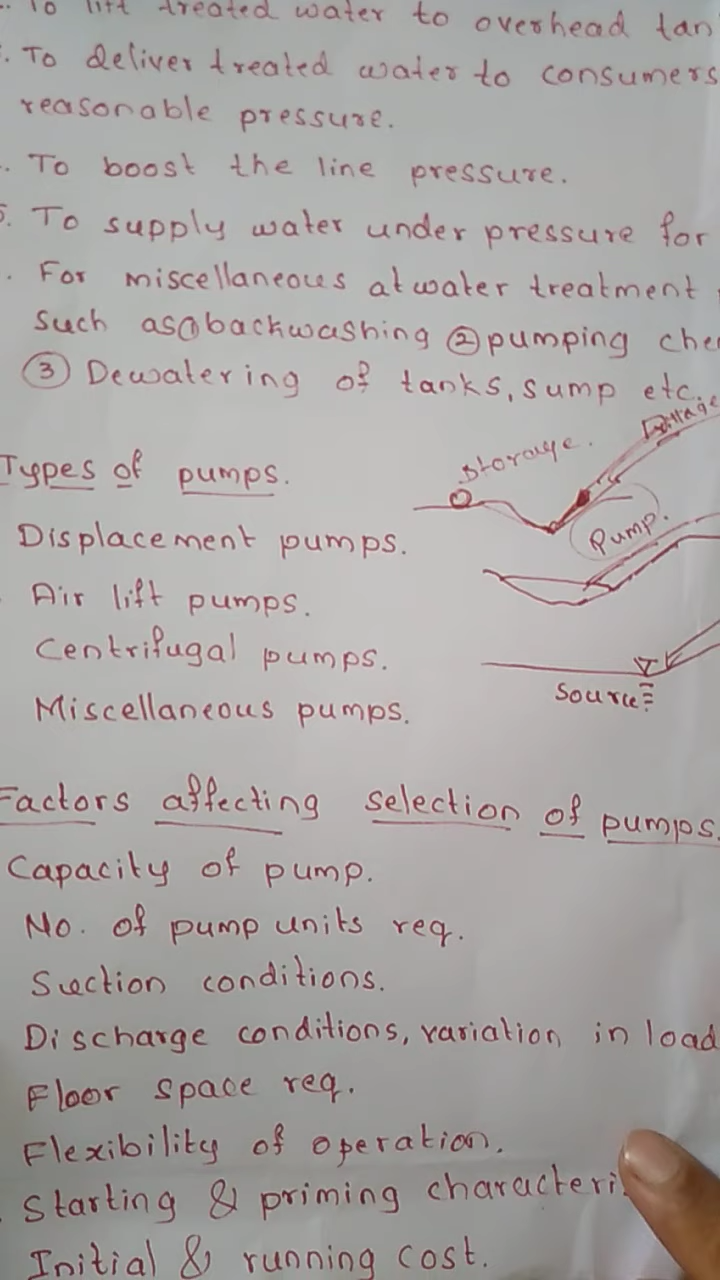 To lift treated water to overhead tan
To deliver treated water to consumers
reasonable pressure.
To boost the line pressure.
5. To supply water under pressure for
For miscellaneous at water treatment
Such as ① backwashing ② pumping che
③ Dewatering of tanks, sump etc.
Storage.
Pump.
Source
Types of pumps.
Displacement pumps.
Air lift pumps.
Centrifugal pumps.
Miscellaneous pumps.
Factors affecting selection of pumps.
Capacity of pump.
No. of pump units req.
Suction conditions.
Discharge conditions, variation in load
Floor space req.
Flexibility of operation.
Starting & priming characteri
Initial & running cost.